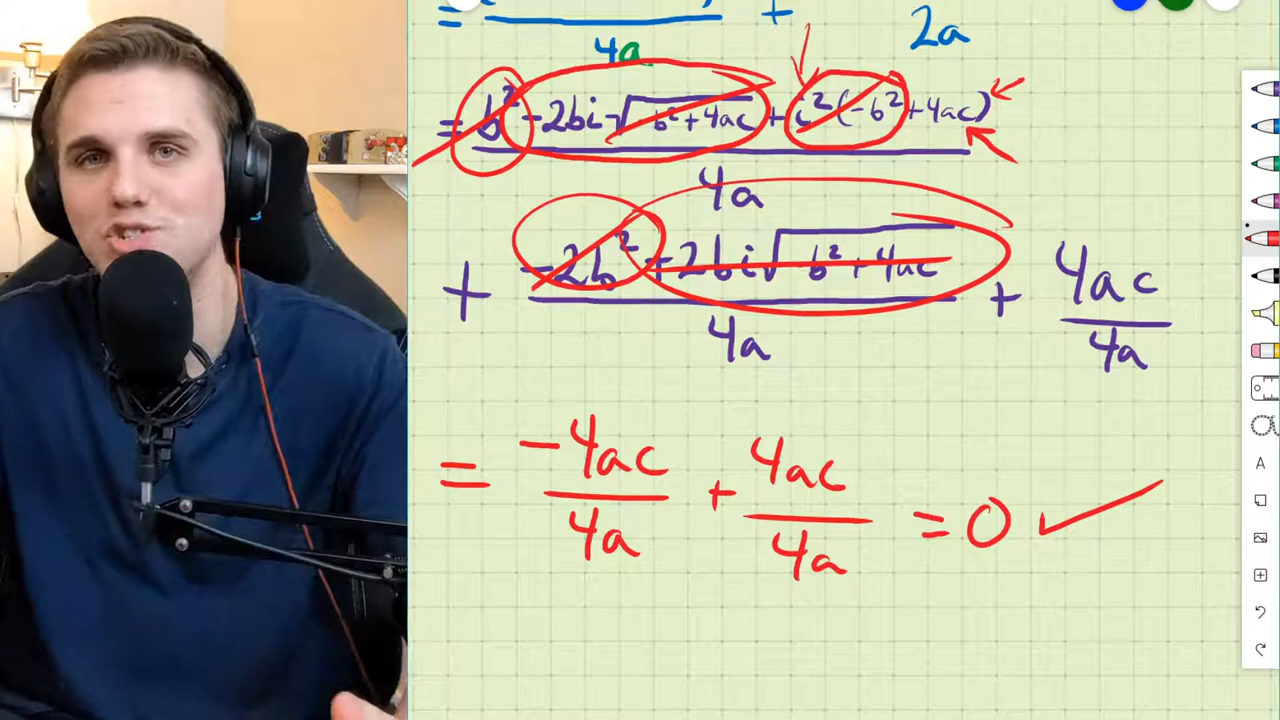 = 4a + 2a
= b² -2bi√-b²+4ac + i²(-b²+4ac)
4a
+ -2b² +2bi√-b²+4ac / 4a + 4ac / 4a
= -4ac / 4a + 4ac / 4a = 0 ✓
A